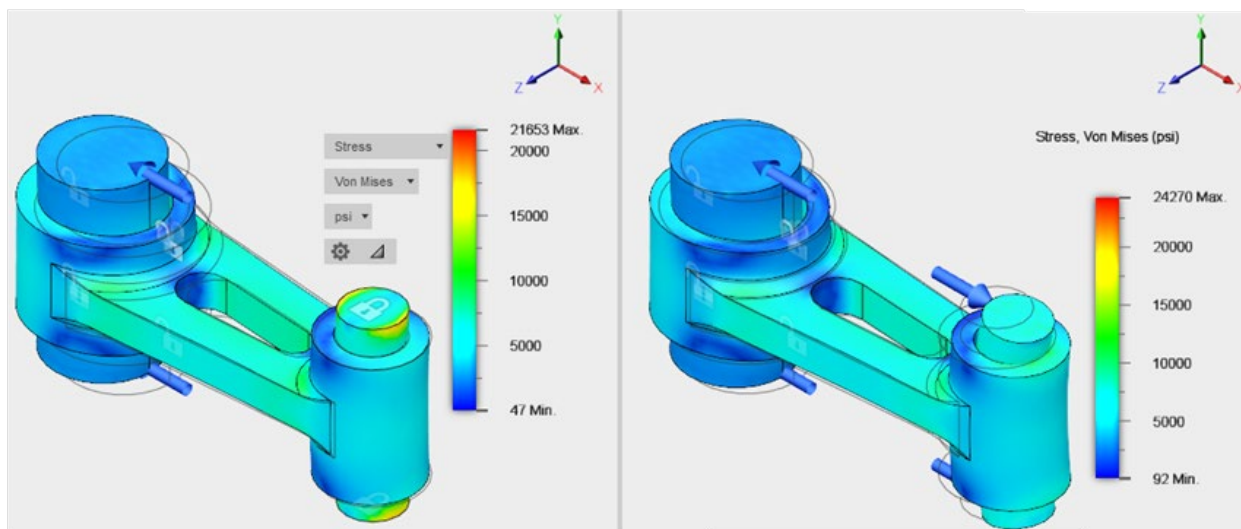 Y
Z
X
21653 Max.
20000
15000
10000
5000
47 Min.
Stress
Von Mises
psi
Y
Z
X
Stress, Von Mises (psi)
24270 Max.
20000
15000
10000
5000
92 Min.